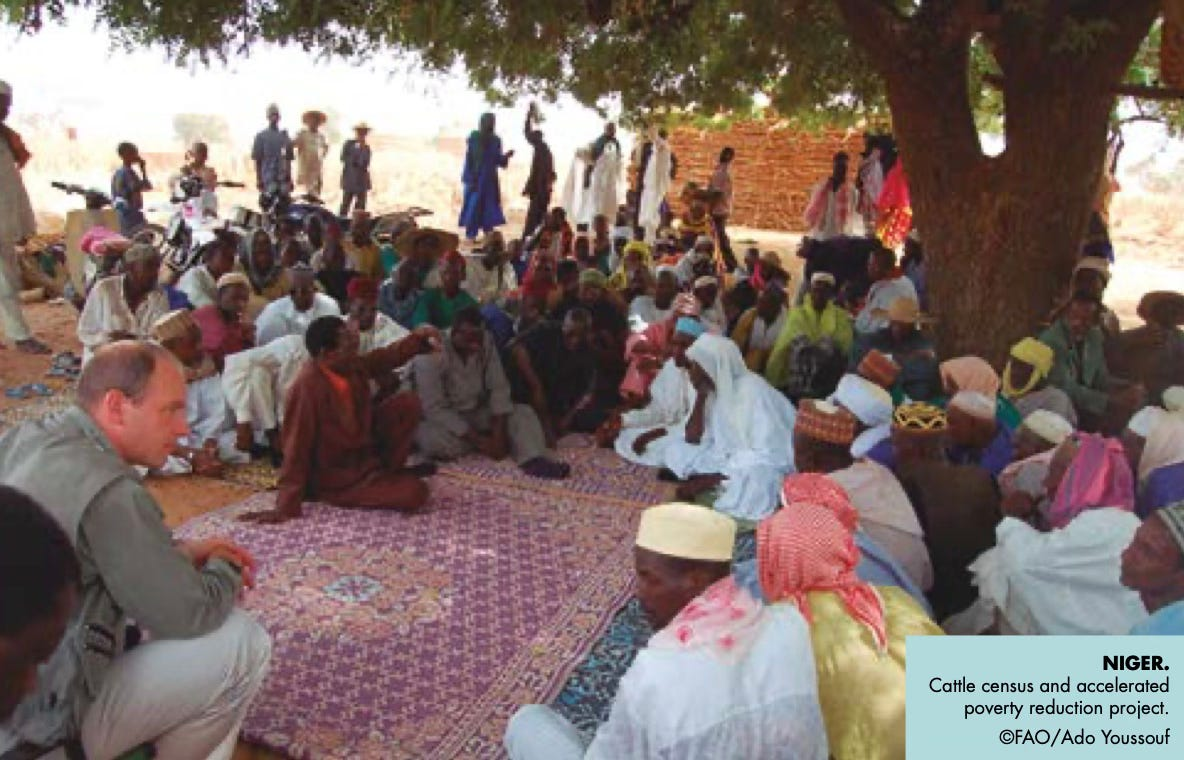 NIGER.
Cattle census and accelerated
poverty reduction project.
©FAO/Ado Youssouf